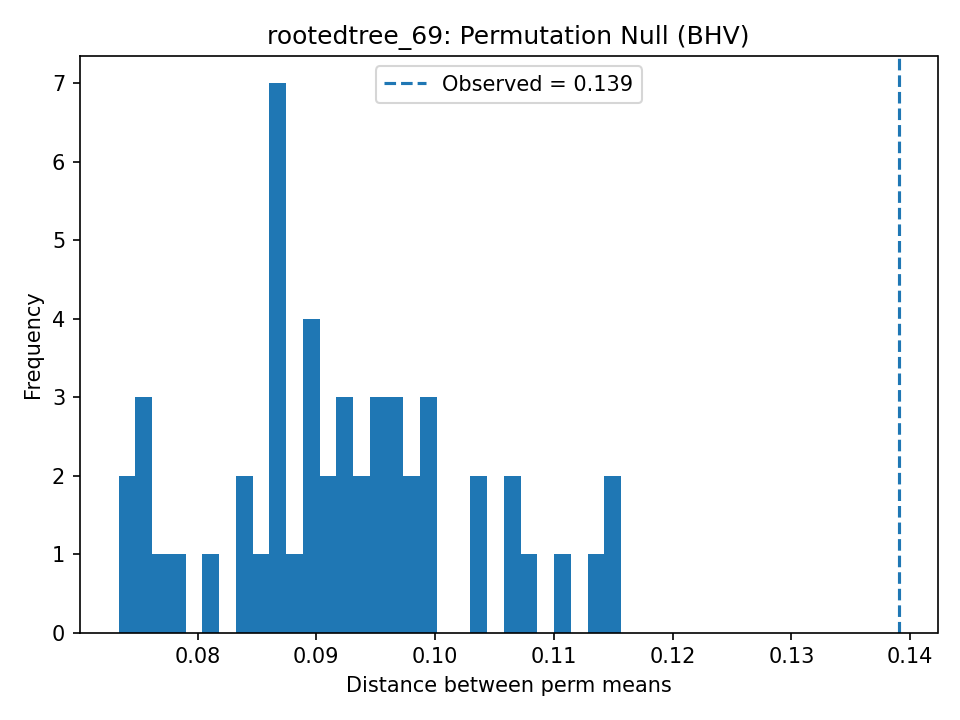 rootedtree_69: Permutation Null (BHV)
Observed = 0.139
7
6
5
4
3
2
1
0
Frequency
0.08 0.09 0.10 0.11 0.12 0.13 0.14
Distance between perm means